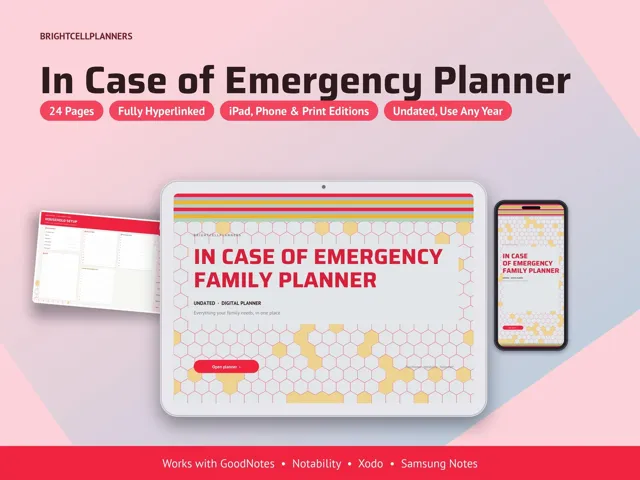 BRIGHTCELLPLANNERS
In Case of Emergency Planner
24 Pages
Fully Hyperlinked
iPad, Phone & Print Editions
Undated, Use Any Year
BRIGHTCELLPLANNERS
IN CASE OF EMERGENCY
FAMILY PLANNER
UNDATED · DIGITAL PLANNER
Everything your family needs, in one place
Open planner
IN CASE
OF EMERGENCY
FAMILY PLANNER
Works with GoodNotes • Notability • Xodo • Samsung Notes